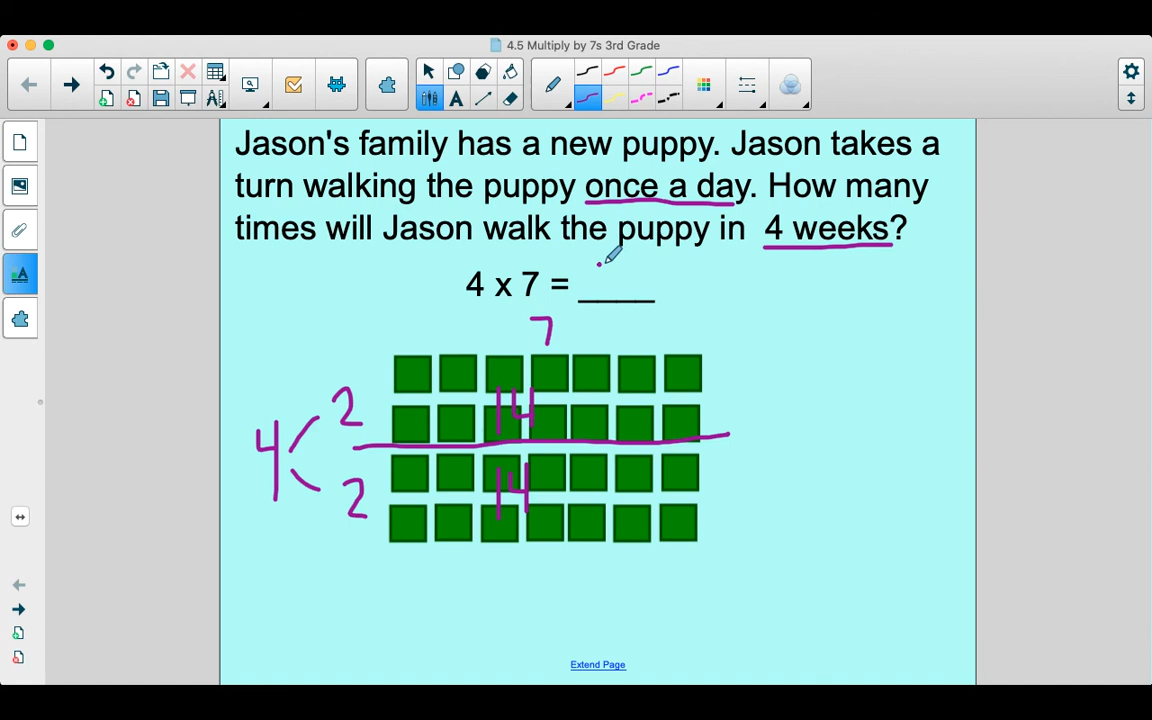 4.5 Multiply by 7s 3rd Grade
Jason's family has a new puppy. Jason takes a
turn walking the puppy once a day. How many
times will Jason walk the puppy in 4 weeks?
4 x 7 = ____
7
2
14
4
14
2
Extend Page